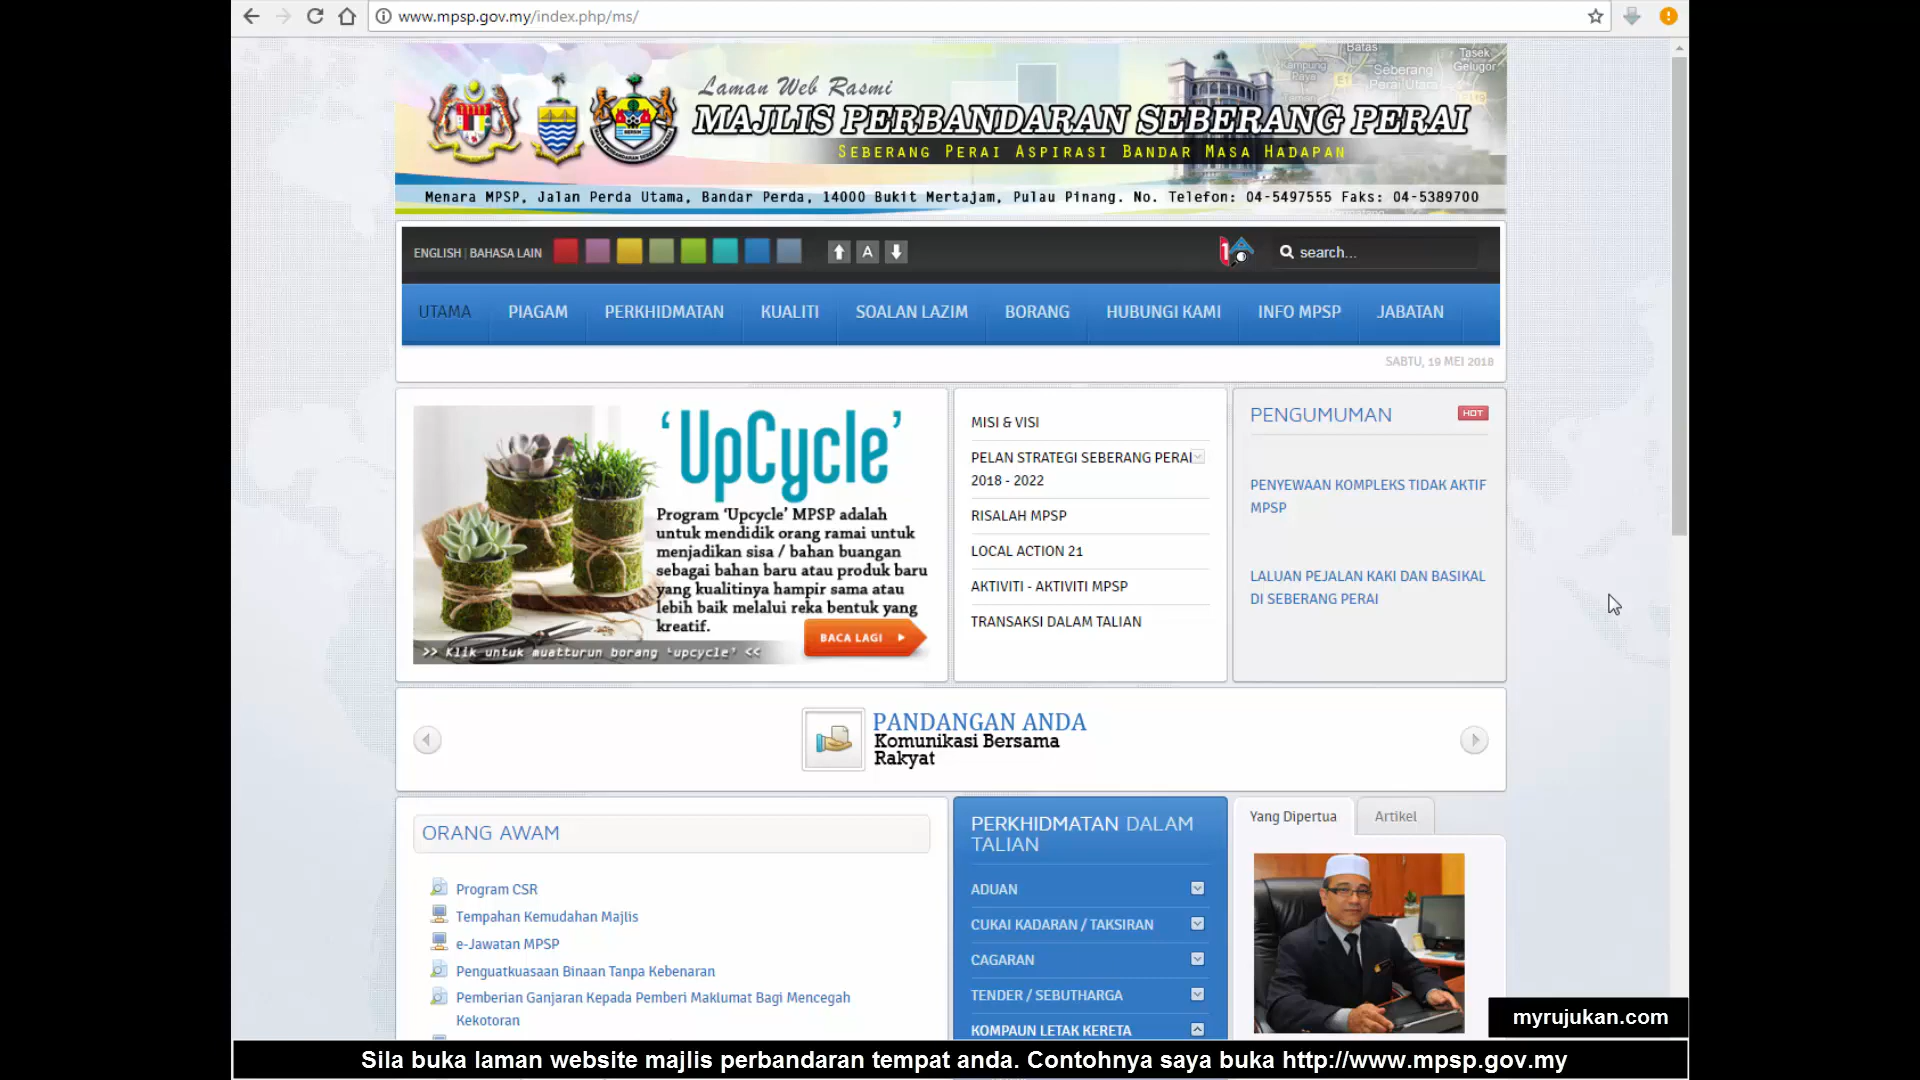 www.mpsp.gov.my/index.php/ms/
Laman Web Rasmi
MAJLIS PERBANDARAN SEBERANG PERAI
SEBERANG PERAI ASPIRASI BANDAR MASA HADAPAN
Batas
Kampung
Paya
E1
Seberang
Perai Utara
Tasek
Gelugor
Menara MPSP, Jalan Perda Utama, Bandar Perda, 14000 Bukit Mertajam, Pulau Pinang. No. Telefon: 04-5497555 Faks: 04-5389700
ENGLISH | BAHASA LAIN
A
search...
UTAMA PIAGAM PERKHIDMATAN KUALITI SOALAN LAZIM BORANG HUBUNGI KAMI INFO MPSP JABATAN
SABTU, 19 MEI 2018
‘UpCycle’
Program ‘Upcycle’ MPSP adalah
untuk mendidik orang ramai untuk
menjadikan sisa / bahan buangan
sebagai bahan baru atau produk baru
yang kualitinya hampir sama atau
lebih baik melalui reka bentuk yang
kreatif.
BACA LAGI
>> Klik untuk muatturun borang 'upcycle' <<
MISI & VISI
PELAN STRATEGI SEBERANG PERAI
2018 - 2022
RISALAH MPSP
LOCAL ACTION 21
AKTIVITI - AKTIVITI MPSP
TRANSAKSI DALAM TALIAN
PENGUMUMAN
HOT
PENYEWAAN KOMPLEKS TIDAK AKTIF
MPSP
LALUAN PEJALAN KAKI DAN BASIKAL
DI SEBERANG PERAI
PANDANGAN ANDA
Komunikasi Bersama
Rakyat
ORANG AWAM
Program CSR
Tempahan Kemudahan Majlis
e-Jawatan MPSP
Penguatkuasaan Binaan Tanpa Kebenaran
Pemberian Ganjaran Kepada Pemberi Maklumat Bagi Mencegah
Kekotoran
PERKHIDMATAN DALAM
TALIAN
ADUAN
CUKAI KADARAN / TAKSIRAN
CAGARAN
TENDER / SEBUTHARGA
KOMPAUN LETAK KERETA
Yang Dipertua
Artikel
myrujukan.com
Sila buka laman website majlis perbandaran tempat anda. Contohnya saya buka http://www.mpsp.gov.my